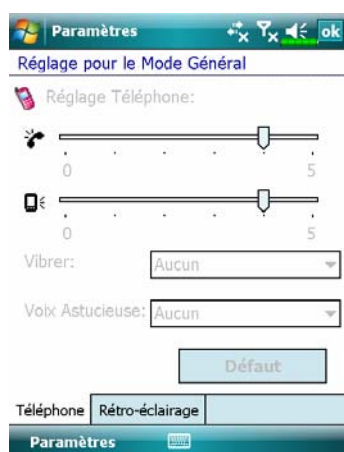 Paramètres ok
Réglage pour le Mode Général
Réglage Téléphone:
0 5
0 5
Vibrer: Aucun
Voix Astucieuse: Aucun
Défaut
Téléphone Rétro-éclairage
Paramètres